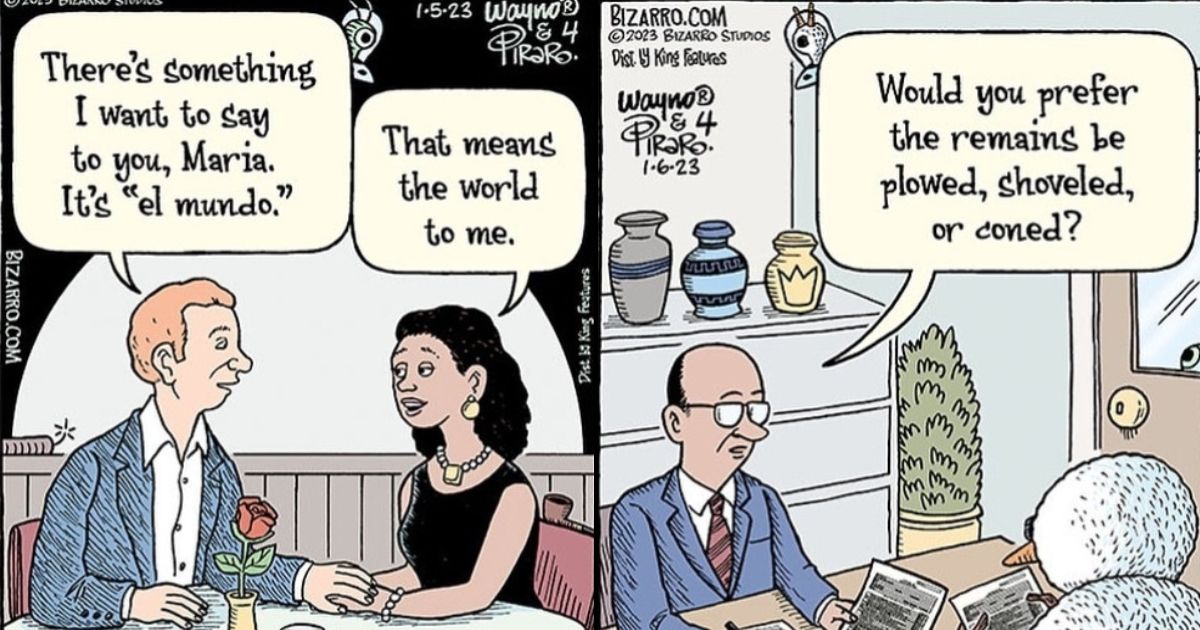 ©2023 BIZARRO STUDIOS
1-5-23
Wayno®
& 4
PiRARo.
There's something
I want to say
to you, Maria.
It's "el mundo."
That means
the world
to me.
BIZARRO.COM
Dist. by King Features
BIZARRO.COM
©2023 BIZARRO STUDIOS
Dist. by King Features
Wayno®
& 4
PiRARo.
1-6-23
Would you prefer
the remains be
plowed, shoveled,
or coned?